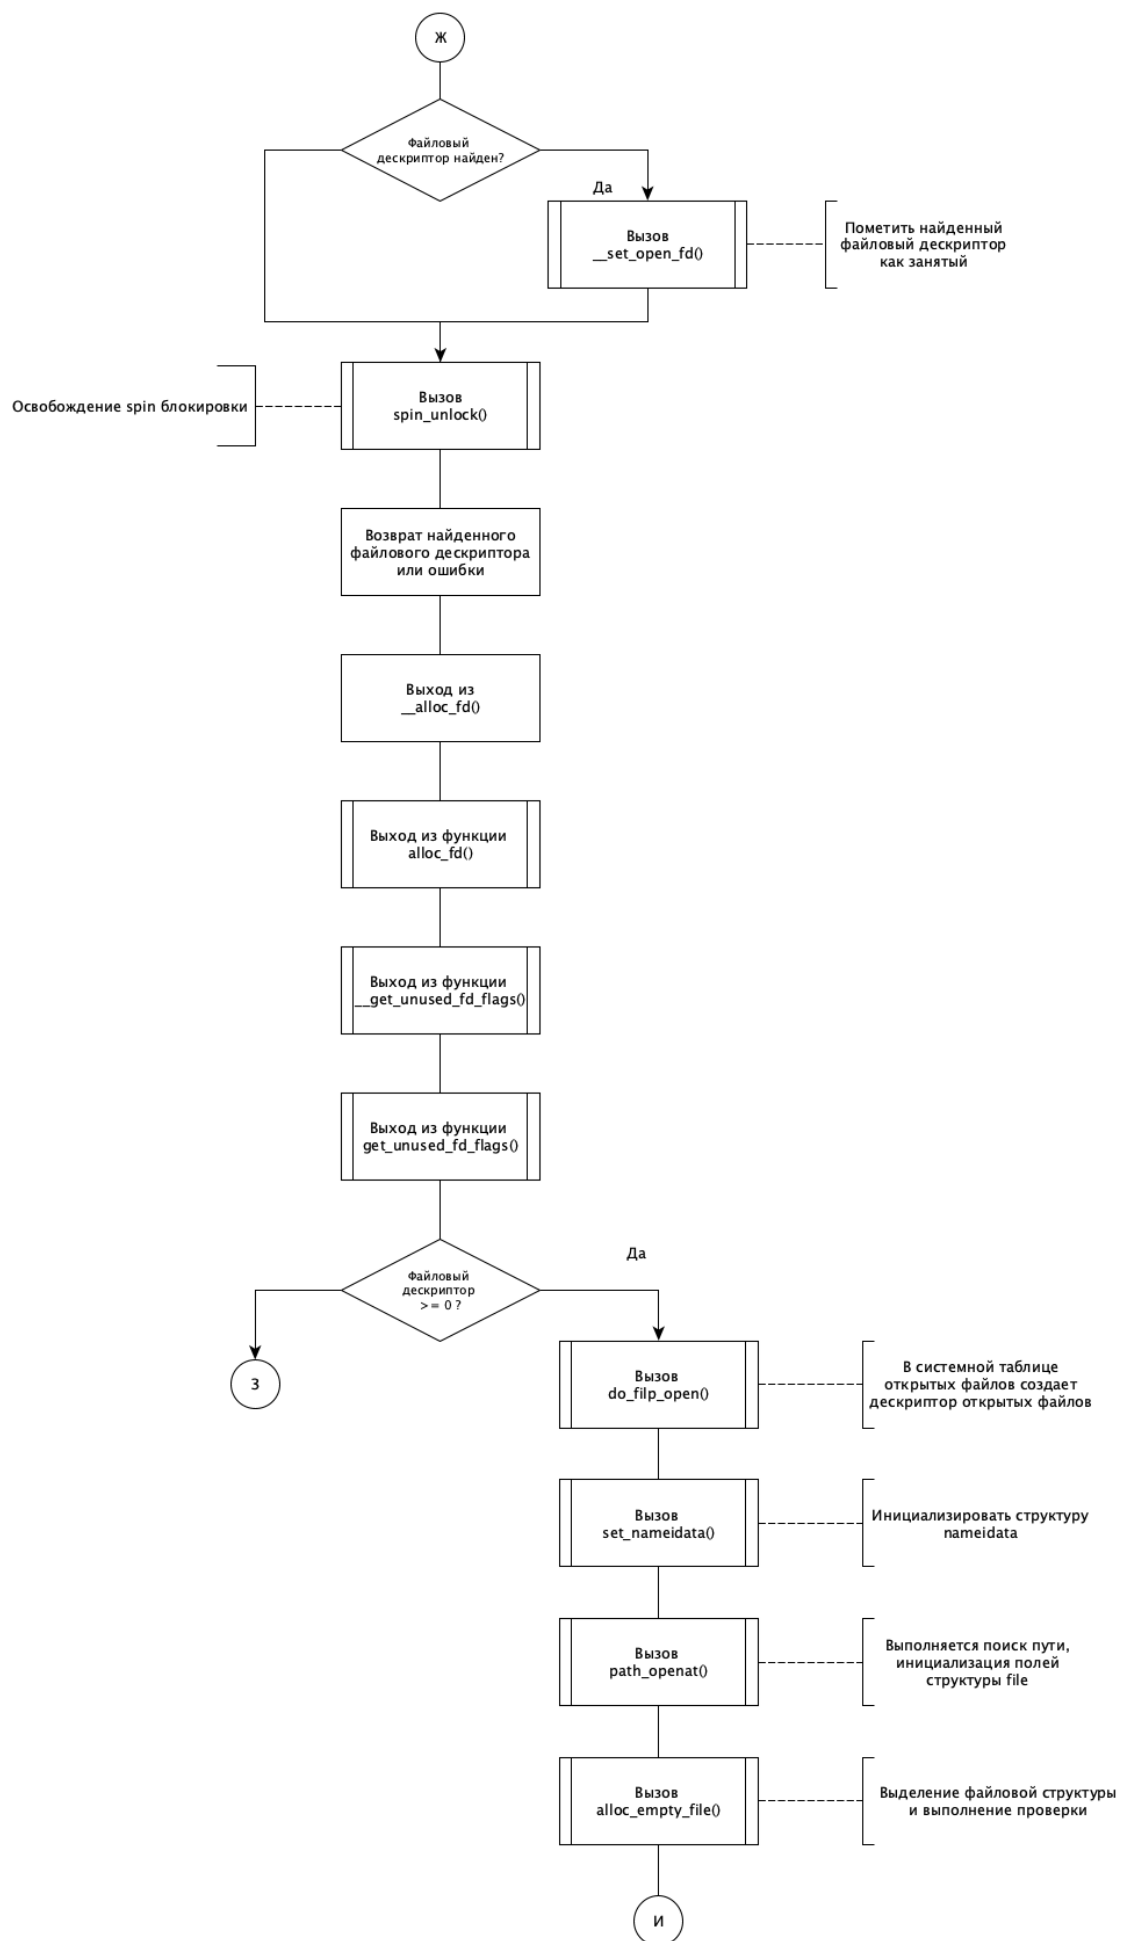 Ж
Файловый
дескриптор найден?
Да
Вызов
__set_open_fd()
Пометить найденный
файловый дескриптор
как занятый
Освобождение spin блокировки
Вызов
spin_unlock()
Возврат найденного
файлового дескриптора
или ошибки
Выход из
__alloc_fd()
Выход из функции
alloc_fd()
Выход из функции
__get_unused_fd_flags()
Выход из функции
get_unused_fd_flags()
Да
Файловый
дескриптор
>= 0 ?
З
Вызов
do_filp_open()
В системной таблице
открытых файлов создает
дескриптор открытых файлов
Вызов
set_nameidata()
Инициализировать структуру
nameidata
Вызов
path_openat()
Выполняется поиск пути,
инициализация полей
структуры file
Вызов
alloc_empty_file()
Выделение файловой структуры
и выполнение проверки
И